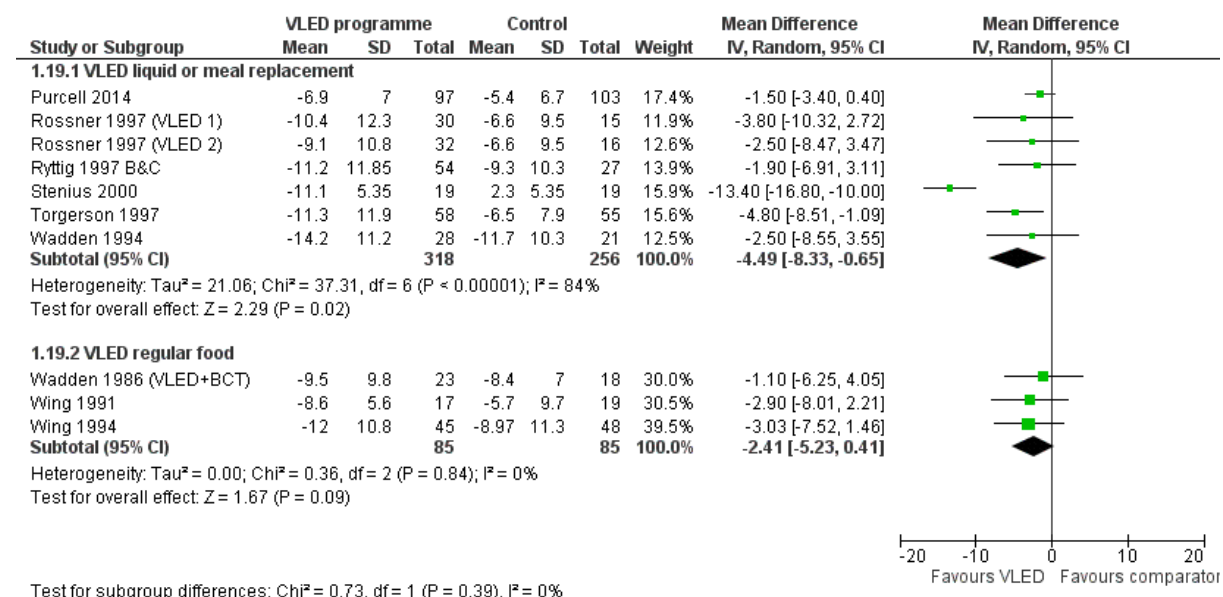 VLED programme Control Mean Difference Mean Difference
Study or Subgroup Mean SD Total Mean SD Total Weight IV, Random, 95% CI IV, Random, 95% CI
1.19.1 VLED liquid or meal replacement
Purcell 2014 -6.9 7 97 -5.4 6.7 103 17.4% -1.50 [-3.40, 0.40]
Rossner 1997 (VLED 1) -10.4 12.3 30 -6.6 9.5 15 11.9% -3.80 [-10.32, 2.72]
Rossner 1997 (VLED 2) -9.1 10.8 32 -6.6 9.5 16 12.6% -2.50 [-8.47, 3.47]
Ryttig 1997 B&C -11.2 11.85 54 -9.3 10.3 27 13.9% -1.90 [-6.91, 3.11]
Stenius 2000 -11.1 5.35 19 2.3 5.35 19 15.9% -13.40 [-16.80, -10.00]
Torgerson 1997 -11.3 11.9 58 -6.5 7.9 55 15.6% -4.80 [-8.51, -1.09]
Wadden 1994 -14.2 11.2 28 -11.7 10.3 21 12.5% -2.50 [-8.55, 3.55]
Subtotal (95% CI) 318 256 100.0% -4.49 [-8.33, -0.65]
Heterogeneity: Tau² = 21.06; Chi² = 37.31, df = 6 (P < 0.00001); I² = 84%
Test for overall effect: Z = 2.29 (P = 0.02)
1.19.2 VLED regular food
Wadden 1986 (VLED+BCT) -9.5 9.8 23 -8.4 7 18 30.0% -1.10 [-6.25, 4.05]
Wing 1991 -8.6 5.6 17 -5.7 9.7 19 30.5% -2.90 [-8.01, 2.21]
Wing 1994 -12 10.8 45 -8.97 11.3 48 39.5% -3.03 [-7.52, 1.46]
Subtotal (95% CI) 85 85 100.0% -2.41 [-5.23, 0.41]
Heterogeneity: Tau² = 0.00; Chi² = 0.36, df = 2 (P = 0.84); I² = 0%
Test for overall effect: Z = 1.67 (P = 0.09)
-20 -10 0 10 20
Favours VLED Favours comparator
Test for subgroup differences: Chi² = 0.73, df = 1 (P = 0.39), I² = 0%